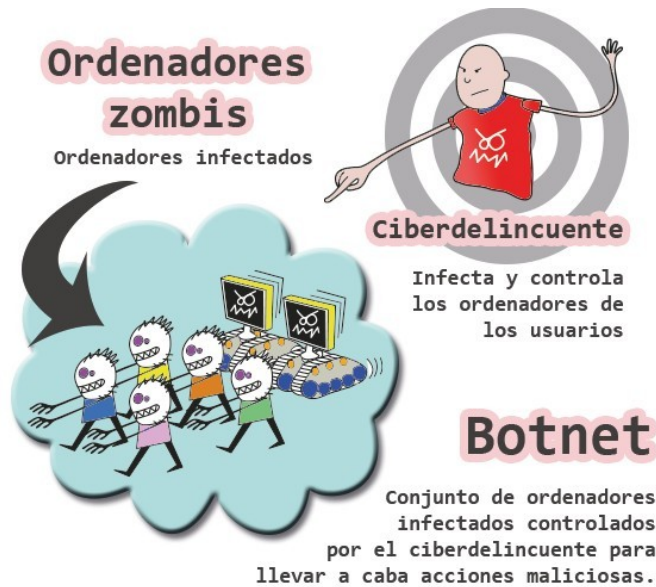 Ordenadores
zombis
Ordenadores infectados
Ciberdelincuente
Infecta y controla
los ordenadores de
los usuarios
Botnet
Conjunto de ordenadores
infectados controlados
por el ciberdelincuente para
llevar a caba acciones maliciosas.